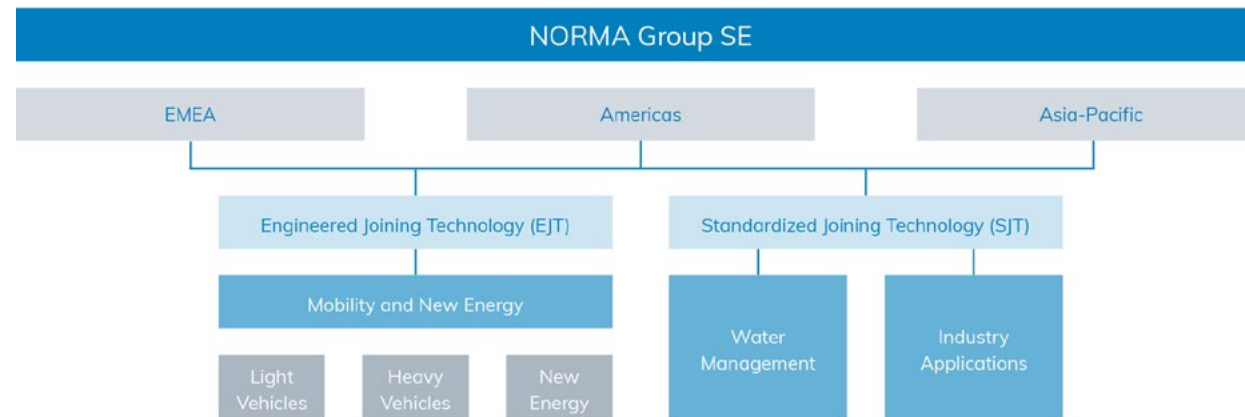 NORMA Group SE
EMEA
Americas
Asia-Pacific
Engineered Joining Technology (EJT)
Standardized Joining Technology (SJT)
Mobility and New Energy
Water
Management
Industry
Applications
Light
Vehicles
Heavy
Vehicles
New
Energy